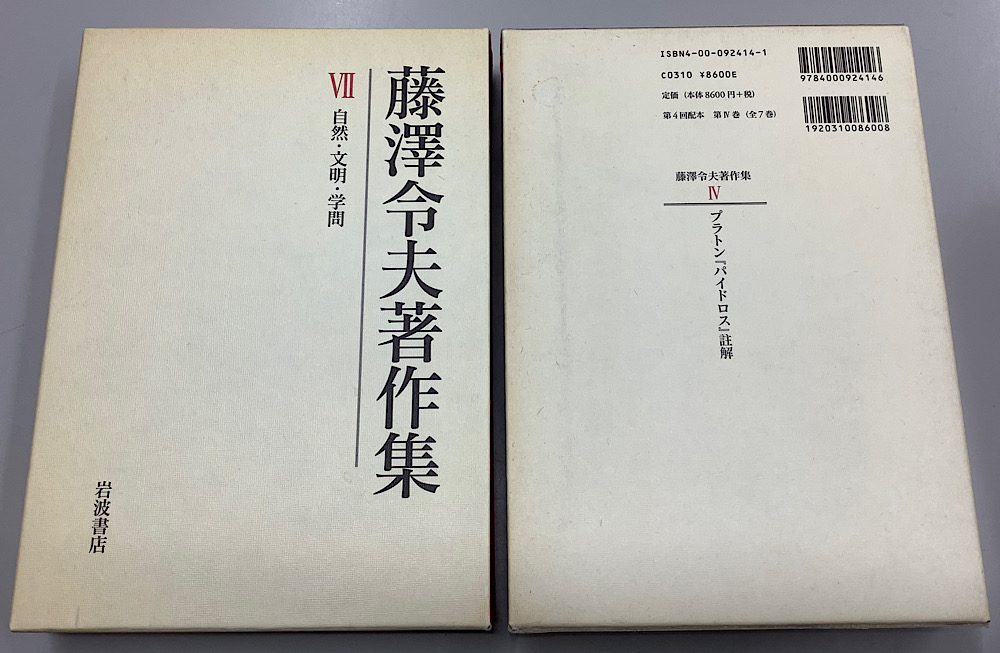 藤澤令夫著作集
VII
自然・文明・学問
岩波書店
ISBN4-00-092414-1
C0310 ¥8600E
定価（本体8600円+税）
第4回配本 第Ⅳ巻（全7巻）
9784000924146
1920310086008
藤澤令夫著作集
IV
プラトン『パイドロス』註解